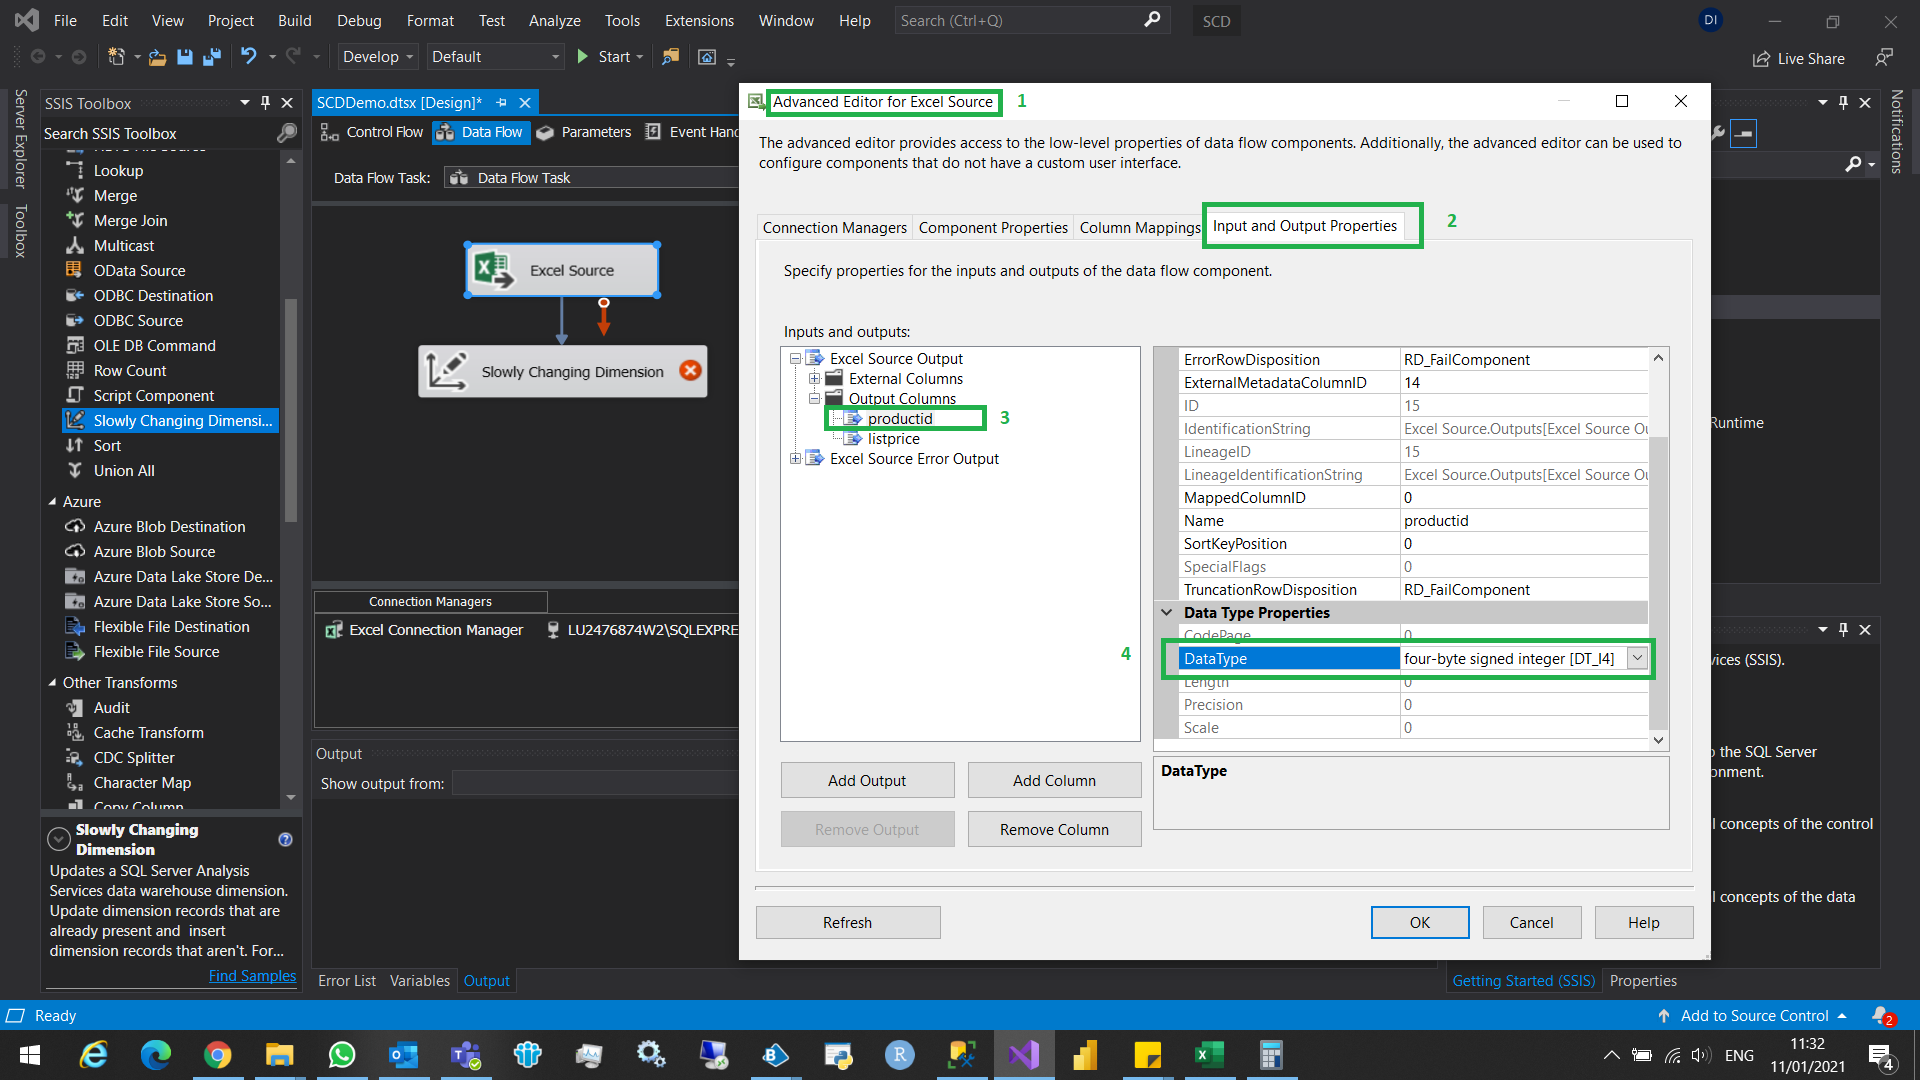 File Edit View Project Build Debug Format Test Analyze Tools Extensions Window Help Search (Ctrl+Q) SCD DI
Develop Default Start Live Share
Server Explorer
Toolbox
SSIS Toolbox
Search SSIS Toolbox
Lookup
Merge
Merge Join
Multicast
OData Source
ODBC Destination
ODBC Source
OLE DB Command
Row Count
Script Component
Slowly Changing Dimensi...
Sort
Union All
Azure
Azure Blob Destination
Azure Blob Source
Azure Data Lake Store De...
Azure Data Lake Store So...
Flexible File Destination
Flexible File Source
Other Transforms
Audit
Cache Transform
CDC Splitter
Character Map
Copy Column
Slowly Changing
Dimension
Updates a SQL Server Analysis
Services data warehouse dimension.
Update dimension records that are
already present and insert
dimension records that aren't. For...
Find Samples
SCDDemo.dtsx [Design]*
Control Flow Data Flow Parameters Event Hand
Data Flow Task: Data Flow Task
Excel Source
Slowly Changing Dimension
Connection Managers
Excel Connection Manager LU2476874W2\SQLEXPRE
Output
Show output from:
Error List Variables Output
Advanced Editor for Excel Source 1
The advanced editor provides access to the low-level properties of data flow components. Additionally, the advanced editor can be used to
configure components that do not have a custom user interface.
Connection Managers Component Properties Column Mappings Input and Output Properties 2
Specify properties for the inputs and outputs of the data flow component.
Inputs and outputs:
Excel Source Output
External Columns
Output Columns
productid 3
listprice
Excel Source Error Output
ErrorRowDisposition RD_FailComponent
ExternalMetadataColumnID 14
ID 15
IdentificationString Excel Source.Outputs[Excel Source Ou
LineageID 15
LineageIdentificationString Excel Source.Outputs[Excel Source Ou
MappedColumnID 0
Name productid
SortKeyPosition 0
SpecialFlags 0
TruncationRowDisposition RD_FailComponent
Data Type Properties
CodePage 0
4 DataType four-byte signed integer [DT_I4]
Length 0
Precision 0
Scale 0
DataType
Add Output Add Column
Remove Output Remove Column
Refresh OK Cancel Help
Notifications
Runtime
vices (SSIS).
o the SQL Server
onment.
l concepts of the control
l concepts of the data
Getting Started (SSIS) Properties
Ready Add to Source Control 2
ENG 11:32
11/01/2021 4